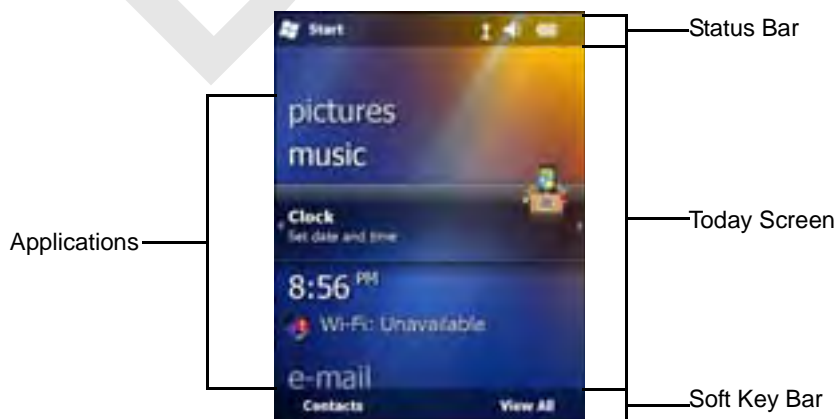 Start
Status Bar
pictures
music
Clock
Set date and time
Applications
Today Screen
8:56 PM
Wi-Fi: Unavailable
e-mail
Contacts
View All
Soft Key Bar